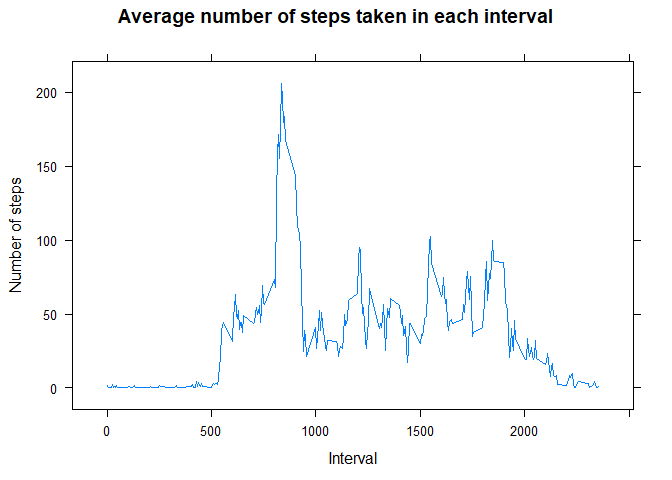 Average number of steps taken in each interval
Number of steps
200
150
100
50
0
0 500 1000 1500 2000
Interval